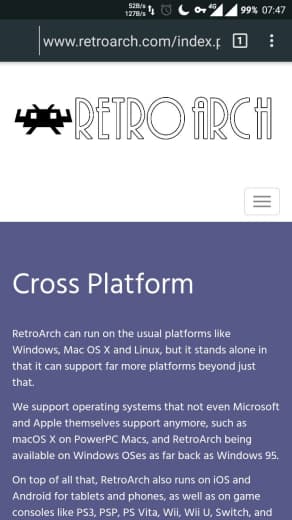 52B/s
127B/s
4G
99% 07:47
www.retroarch.com/index.p
1
RETROARCH
Cross Platform
RetroArch can run on the usual platforms like
Windows, Mac OS X and Linux, but it stands alone in
that it can support far more platforms beyond just
that.
We support operating systems that not even Microsoft
and Apple themselves support anymore, such as
macOS X on PowerPC Macs, and RetroArch being
available on Windows OSes as far back as Windows 95.
On top of all that, RetroArch also runs on iOS and
Android for tablets and phones, as well as on game
consoles like PS3, PSP, PS Vita, Wii, Wii U, Switch, and